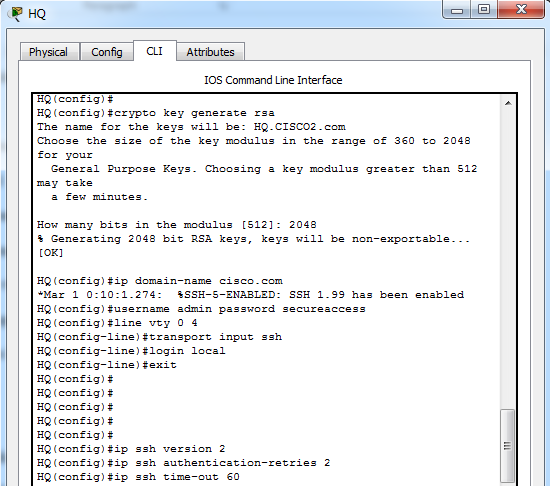 HQ
Physical Config CLI Attributes
IOS Command Line Interface
HQ(config)#
HQ(config)#crypto key generate rsa
The name for the keys will be: HQ.CISCO2.com
Choose the size of the key modulus in the range of 360 to 2048
for your
General Purpose Keys. Choosing a key modulus greater than 512
may take
a few minutes.
How many bits in the modulus [512]: 2048
% Generating 2048 bit RSA keys, keys will be non-exportable...
[OK]
HQ(config)#ip domain-name cisco.com
*Mar 1 0:10:1.274: %SSH-5-ENABLED: SSH 1.99 has been enabled
HQ(config)#username admin password secureaccess
HQ(config)#line vty 0 4
HQ(config-line)#transport input ssh
HQ(config-line)#login local
HQ(config-line)#exit
HQ(config)#
HQ(config)#
HQ(config)#
HQ(config)#
HQ(config)#
HQ(config)#ip ssh version 2
HQ(config)#ip ssh authentication-retries 2
HQ(config)#ip ssh time-out 60